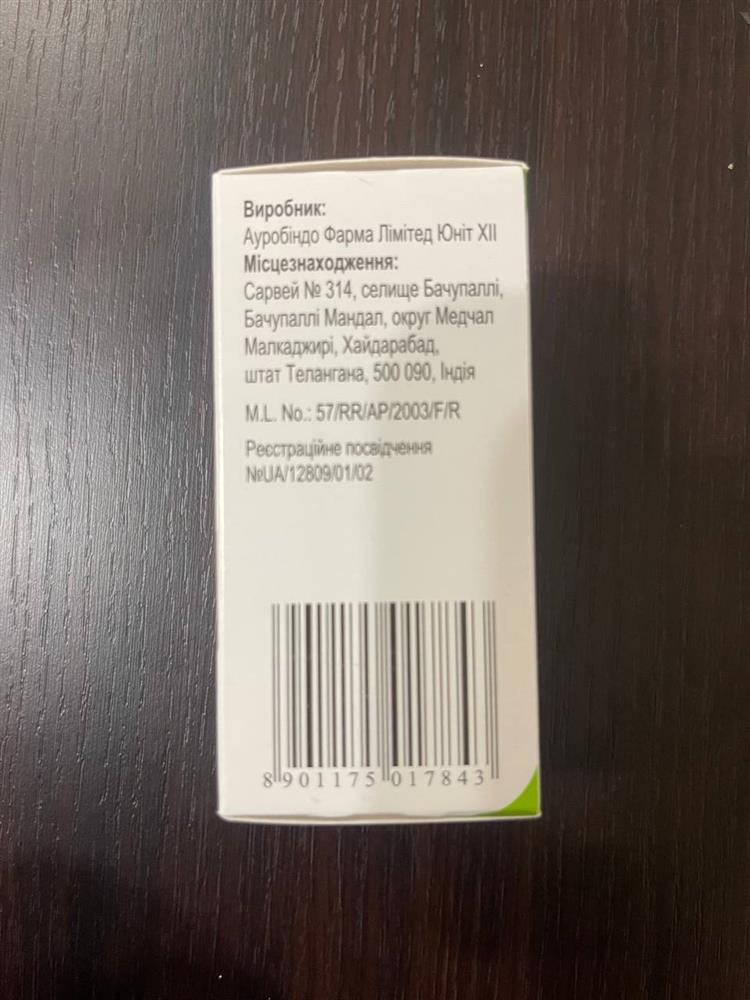 Виробник:
Ауробіндо Фарма Лімітед Юніт XII
Місцезнаходження:
Сарвей № 314, селище Бачупаллі,
Бачупаллі Мандал, округ Медчал
Малкаджирі, Хайдарабад,
штат Телангана, 500 090, Індія
M.L. No.: 57/RR/AP/2003/F/R
Реєстраційне посвідчення
№UA/12809/01/02
8 901175 017843